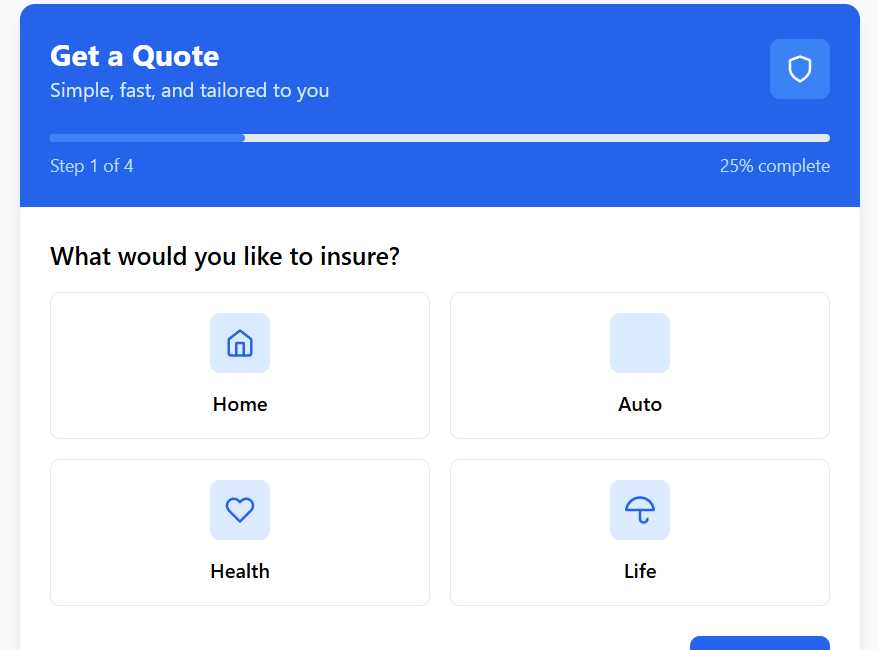 Get a Quote
Simple, fast, and tailored to you
Step 1 of 4
25% complete
What would you like to insure?
Home
Auto
Health
Life